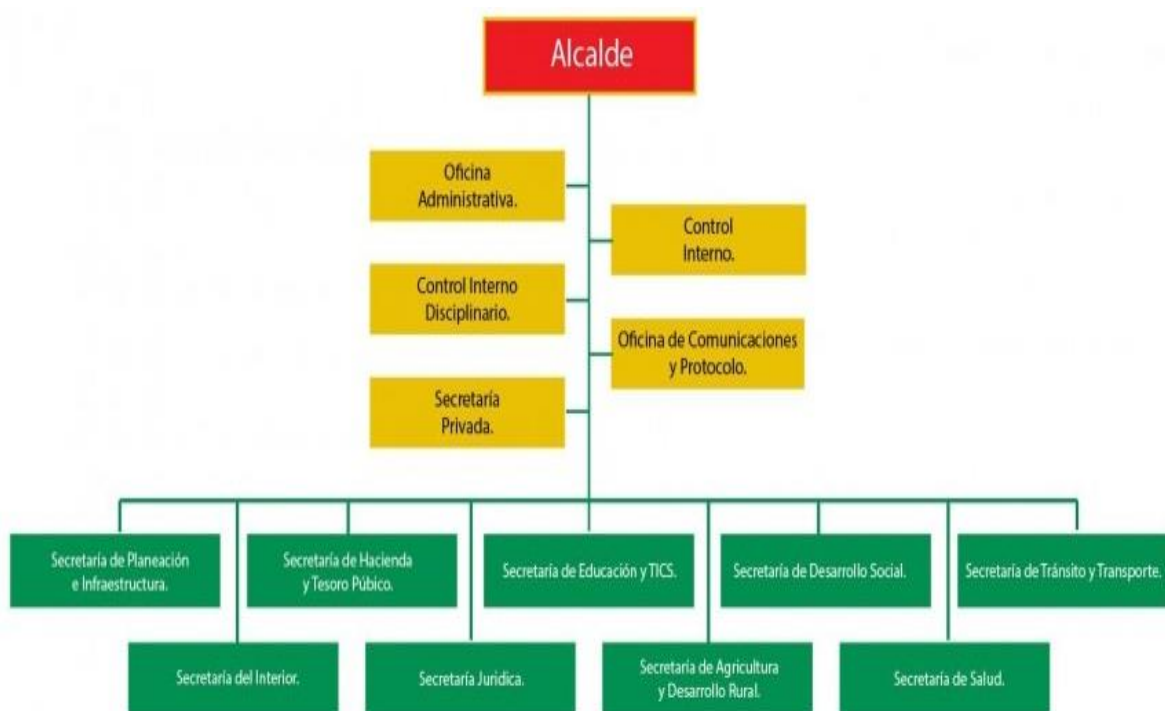 Alcalde
Oficina
Administrativa.
Control
Interno.
Control Interno
Disciplinario.
Oficina de Comunicaciones
y Protocolo.
Secretaría
Privada.
Secretaría de Planeación
e Infraestructura.
Secretaría de Hacienda
y Tesoro Púbico.
Secretaría de Educación y TICS.
Secretaría de Desarrollo Social.
Secretaría de Tránsito y Transporte.
Secretaría del Interior.
Secretaría Juridica.
Secretaría de Agricultura
y Desarrollo Rural.
Secretaría de Salud.